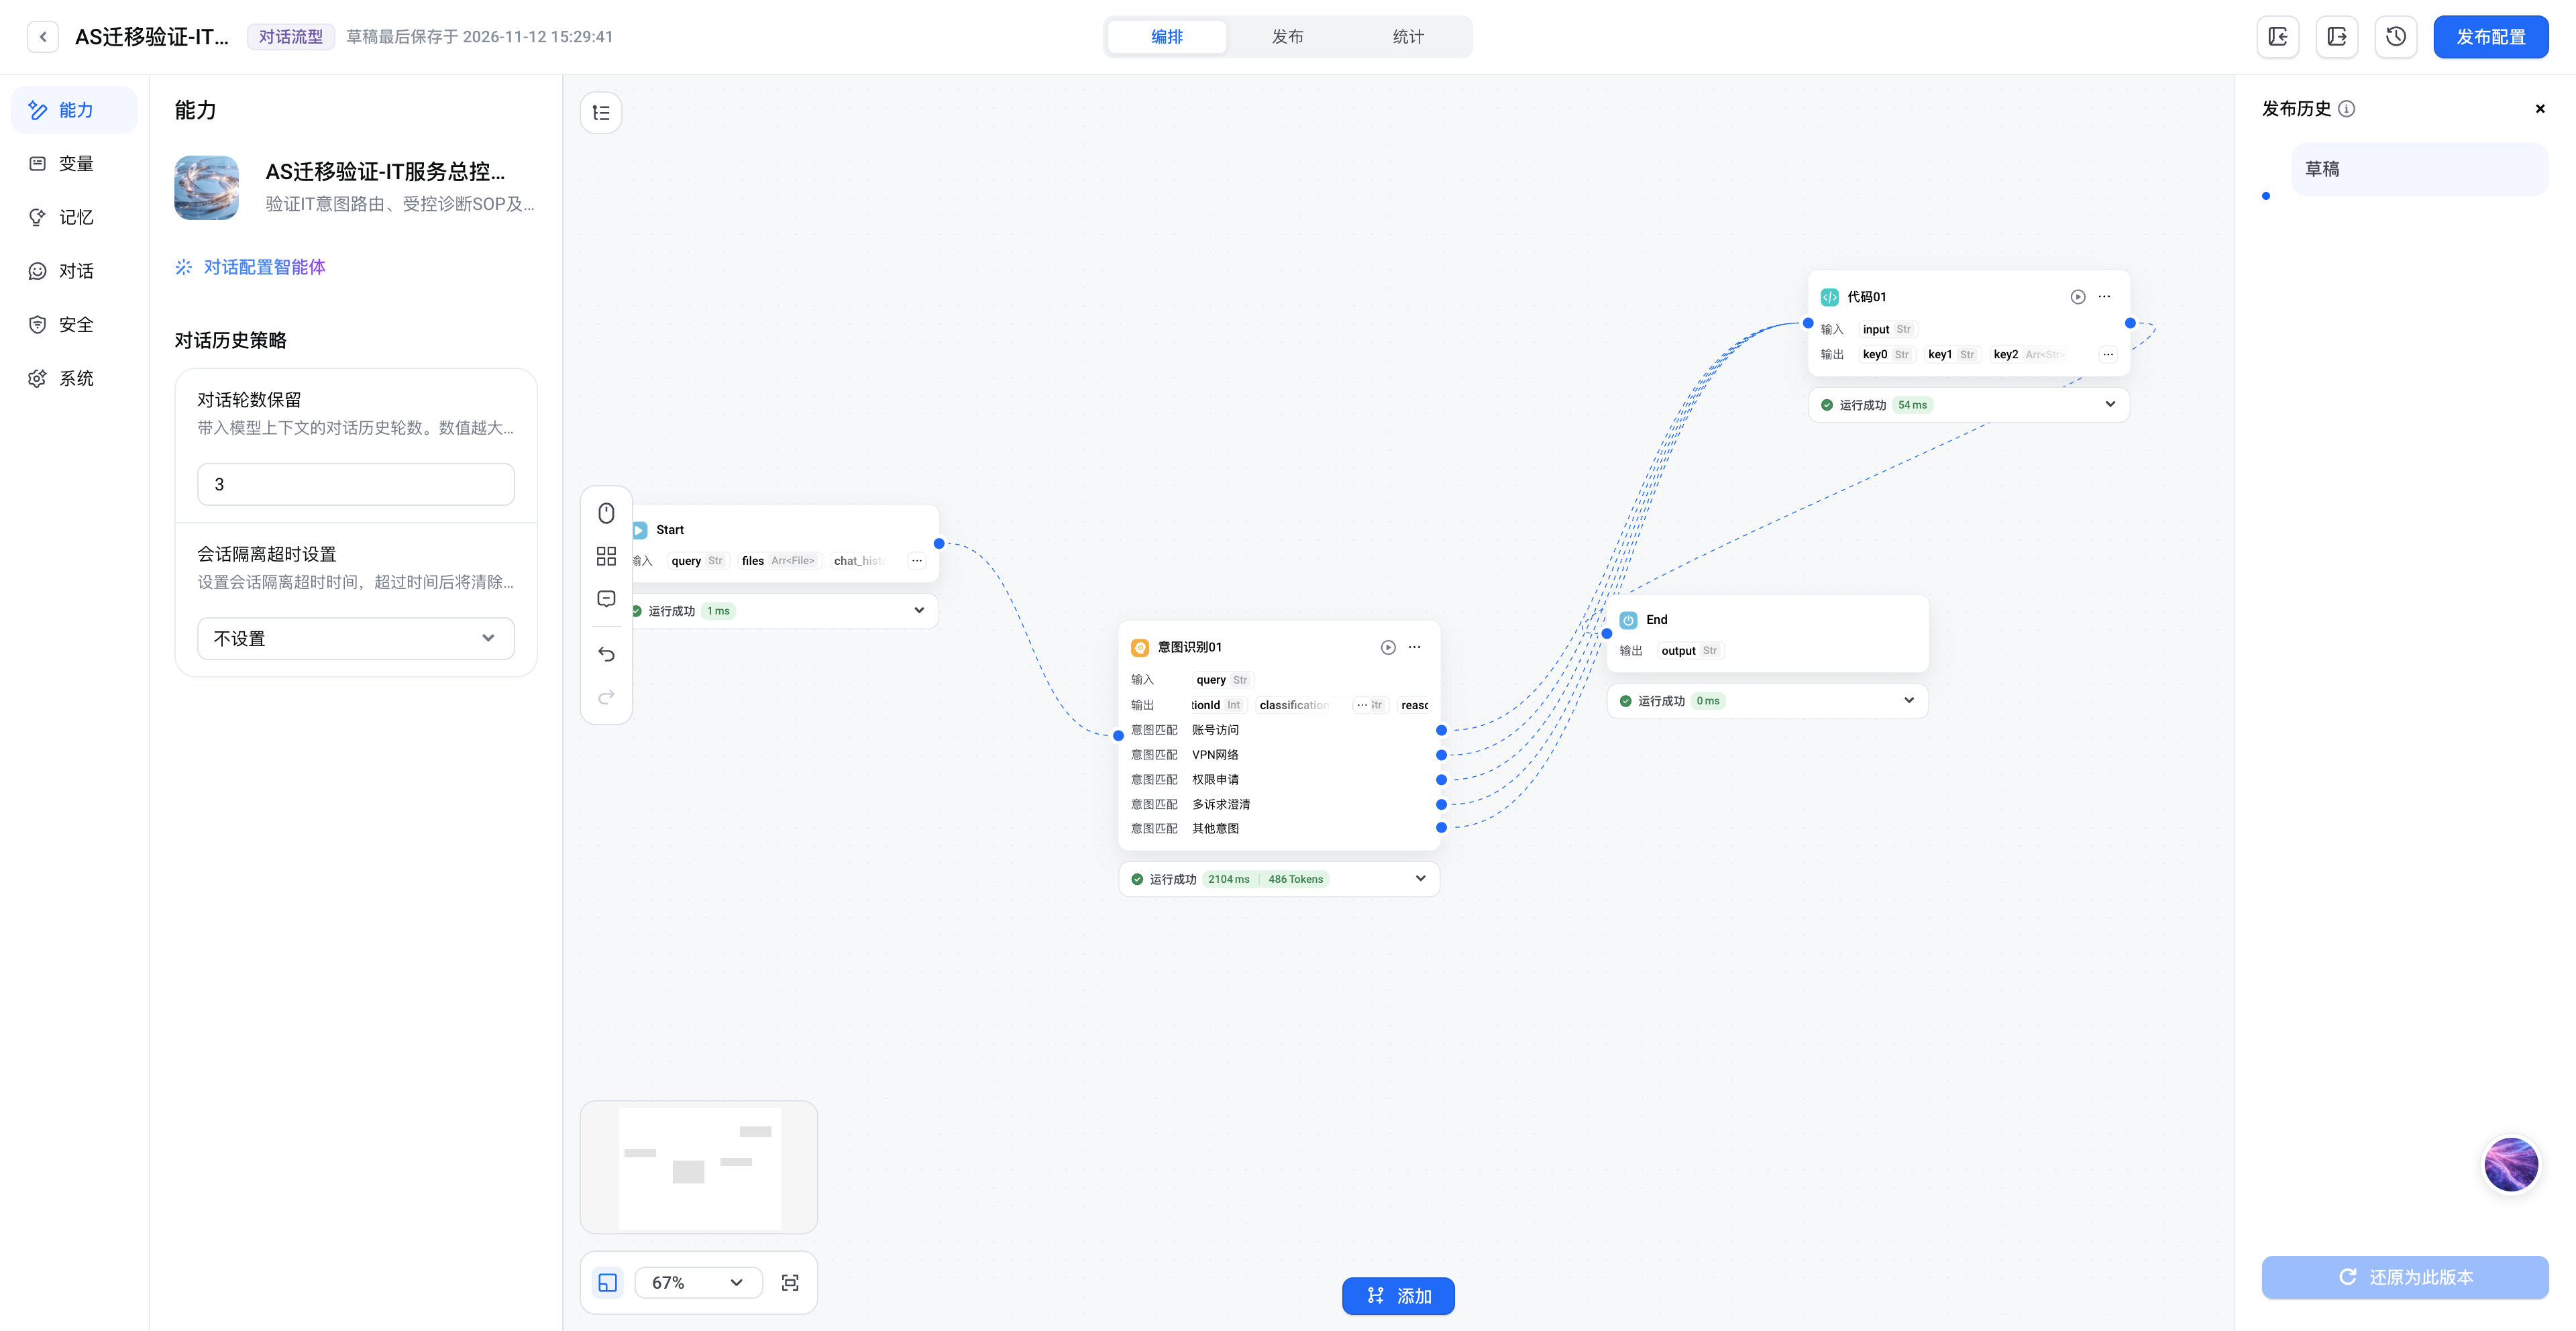 AS迁移验证-IT...
对话流型
草稿最后保存于 2026-11-12 15:29:41
编排
发布
统计
发布配置
能力
变量
记忆
对话
安全
系统
能力
AS迁移验证-IT服务总控...
验证IT意图路由、受控诊断SOP及...
对话配置智能体
对话历史策略
对话轮数保留
带入模型上下文的对话历史轮数。数值越大...
3
会话隔离超时设置
设置会话隔离超时时间，超过时间后将清除...
不设置
Start
输入 query Str files Arr<File> chat_histo
运行成功 1 ms
意图识别01
输入 query Str
输出 tionId Int classification Str reaso
意图匹配 账号访问
意图匹配 VPN网络
意图匹配 权限申请
意图匹配 多诉求澄清
意图匹配 其他意图
运行成功 2104 ms 486 Tokens
代码01
输入 input Str
输出 key0 Str key1 Str key2 Arr<Str>
运行成功 54 ms
End
输出 output Str
运行成功 0 ms
67%
添加
发布历史
草稿
还原为此版本